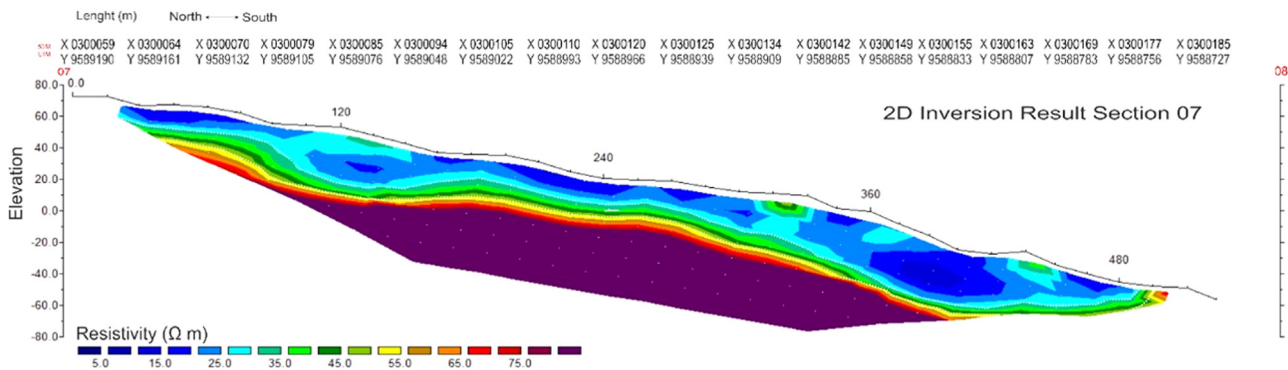 Lenght (m) North South
X 0300059 X 0300064 X 0300070 X 0300079 X 0300085 X 0300094 X 0300105 X 0300110 X 0300120 X 0300125 X 0300134 X 0300142 X 0300149 X 0300155 X 0300163 X 0300169 X 0300177 X 0300185
Y 9589190 Y 9589161 Y 9589132 Y 9589105 Y 9589076 Y 9589048 Y 9589022 Y 9588993 Y 9588966 Y 9588939 Y 9588909 Y 9588885 Y 9588858 Y 9588833 Y 9588807 Y 9588783 Y 9588756 Y 9588727
07 08
80.0 0.0
2D Inversion Result Section 07
120
60.0
40.0
240
20.0
360
0.0
-20.0
480
-40.0
-60.0
-80.0
Elevation
Resistivity (Ω m)
5.0 15.0 25.0 35.0 45.0 55.0 65.0 75.0